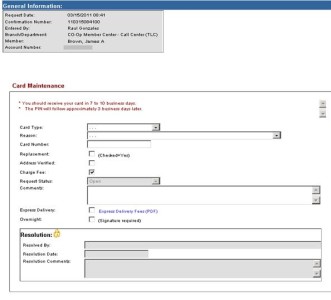 General Information:
Request Date: 03/15/2011 08:41
Confirmation Number: 110315084100
Entered By: Raul Gonzales
Branch/Department: CO-Op Member Center - Call Center (TLC)
Member: Brown, James A
Account Number:
Card Maintenance
* You should receive your card in 7 to 10 business days.
* The PIN will follow approximately 3 business days later.
Card Type: ---
Reason: ---
Card Number:
Replacement: (Checked=Yes)
Address Verified:
Charge Fee:
Request Status: Open
Comments:
Express Delivery: Express Delivery Form (PDF)
Overnight: (Signature required)
Resolution:
Resolved By:
Resolution Date:
Resolution Comments: